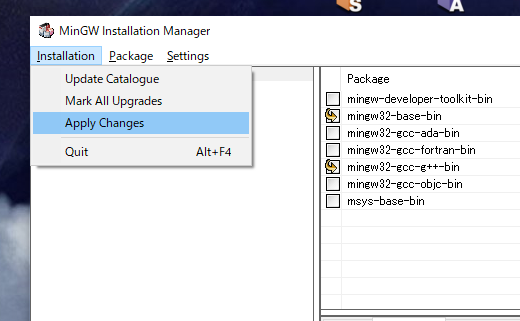 S
A
MinGW Installation Manager
Installation Package Settings
Update Catalogue
Mark All Upgrades
Apply Changes
Quit Alt+F4
Package
mingw-developer-toolkit-bin
mingw32-base-bin
mingw32-gcc-ada-bin
mingw32-gcc-fortran-bin
mingw32-gcc-g++-bin
mingw32-gcc-objc-bin
msys-base-bin